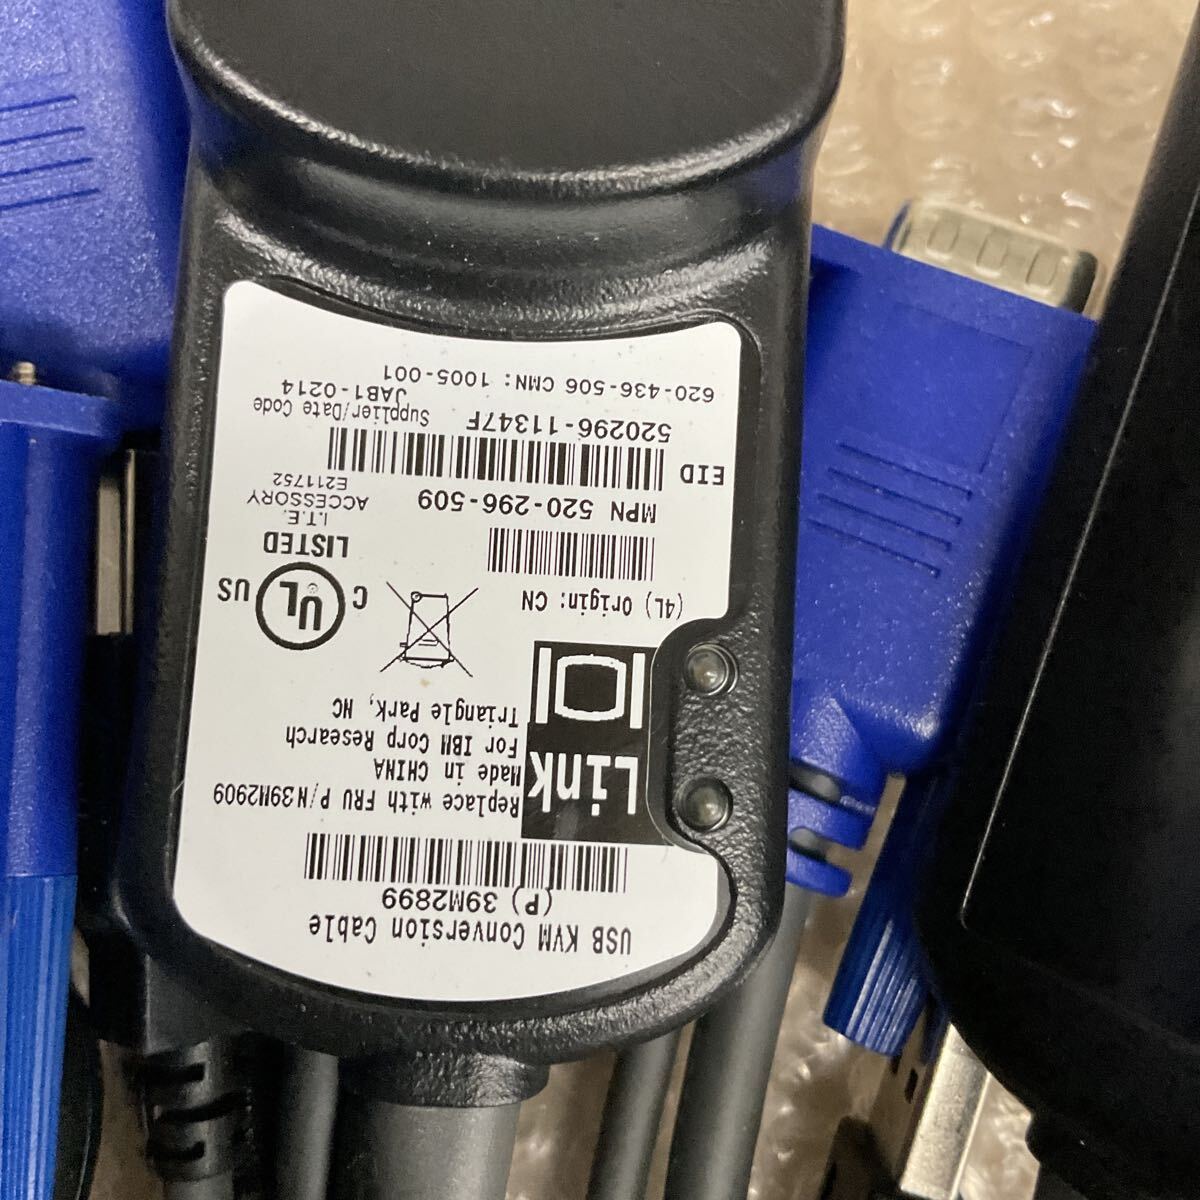 USB KVM Conversion Cable
(P) 39M2899
Replace with FRU P/N39M2909
Made in CHINA
For IBM Corp Research
Triangle Park, NC
Link
(4L) Origin: CN
C UL US
LISTED
I.T.E.
ACCESSORY
E211752
MPN 520-296-509
EID
520296-11347F
Supplier/Date Code
JAB1-0214
620-436-506 CMN: 1005-001